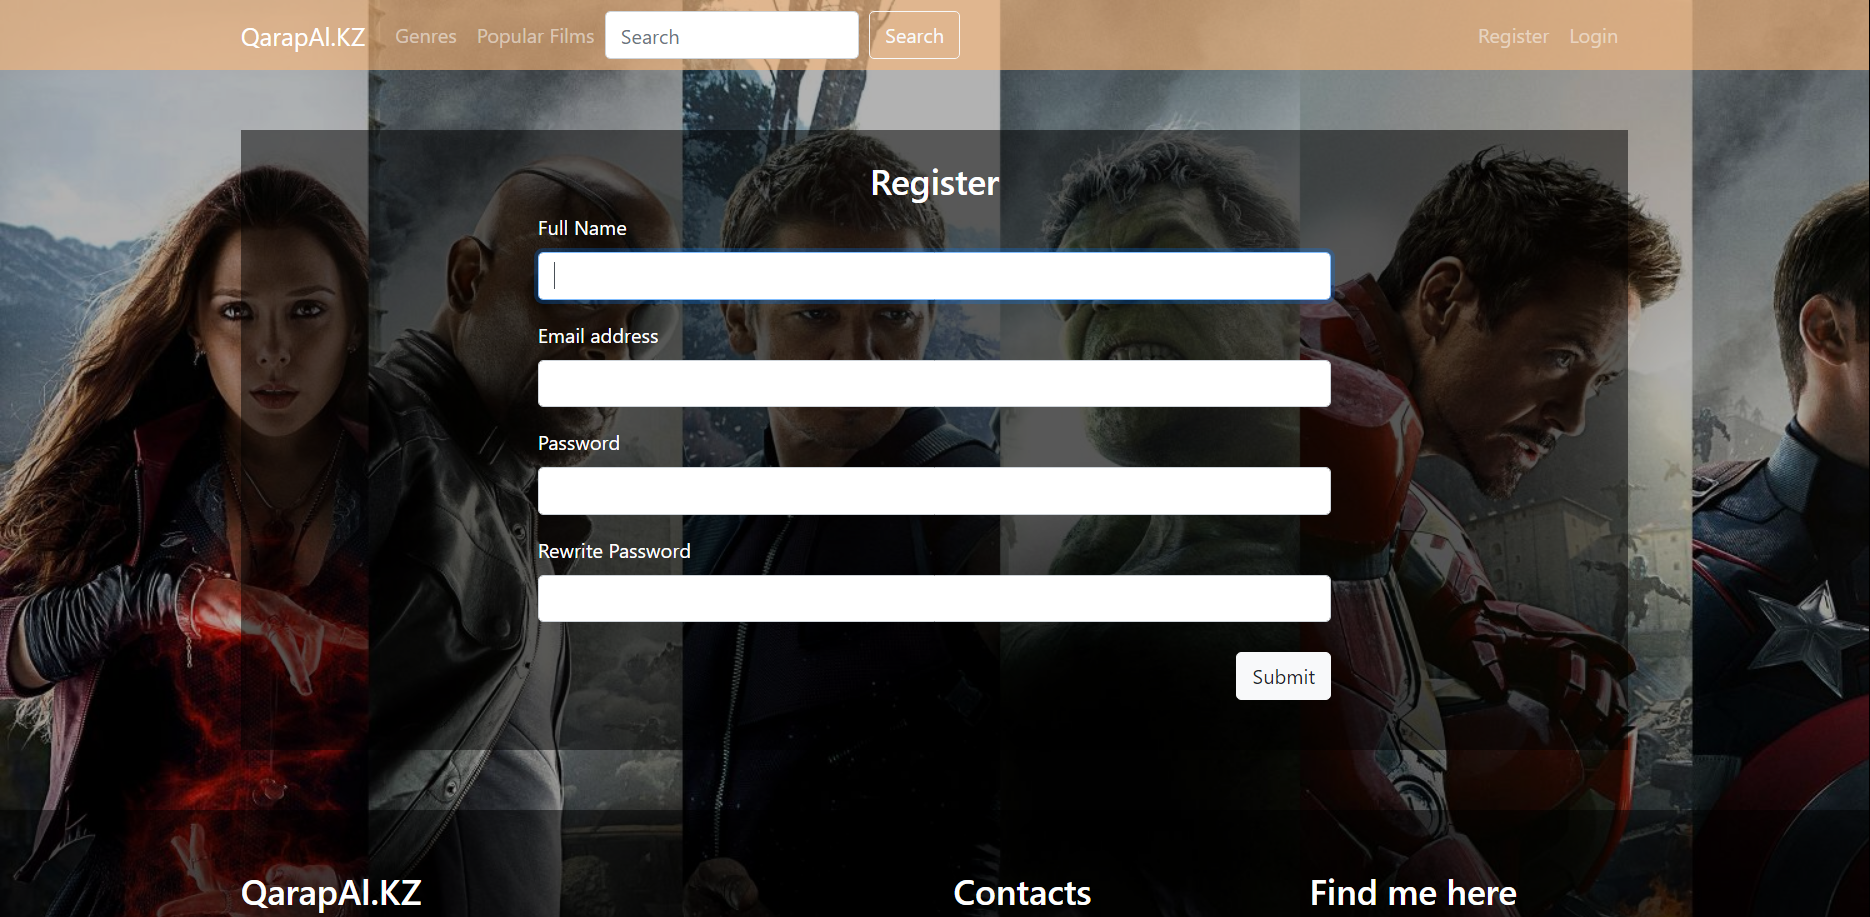 QarapAl.KZ Genres Popular Films Search Search Register Login
Register
Full Name
Email address
Password
Rewrite Password
Submit
QarapAl.KZ Contacts Find me here